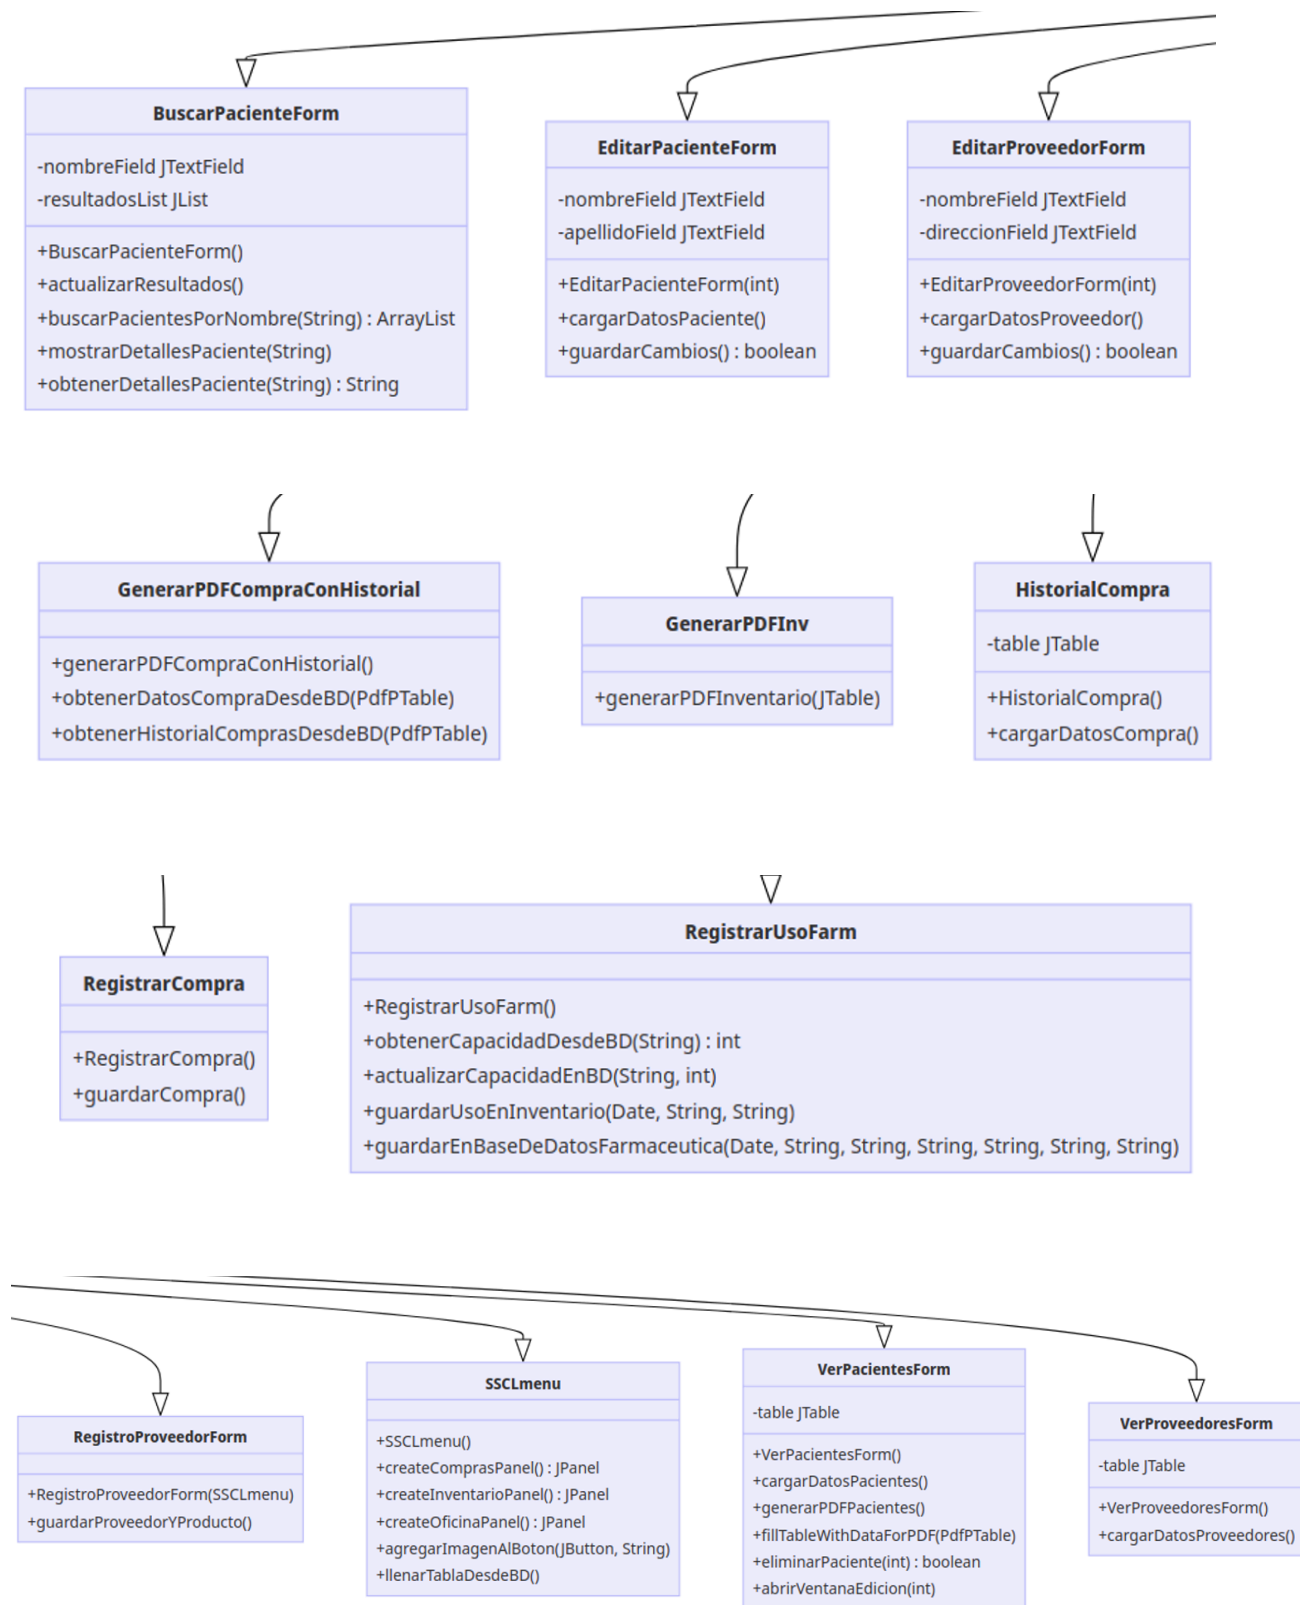 BuscarPacienteForm
-nombreField JTextField
-resultadosList JList
+BuscarPacienteForm()
+actualizarResultados()
+buscarPacientesPorNombre(String) : ArrayList
+mostrarDetallesPaciente(String)
+obtenerDetallesPaciente(String) : String
EditarPacienteForm
-nombreField JTextField
-apellidoField JTextField
+EditarPacienteForm(int)
+cargarDatosPaciente()
+guardarCambios() : boolean
EditarProveedorForm
-nombreField JTextField
-direccionField JTextField
+EditarProveedorForm(int)
+cargarDatosProveedor()
+guardarCambios() : boolean
GenerarPDFCompraConHistorial
+generarPDFCompraConHistorial()
+obtenerDatosCompraDesdeBD(PdfPTable)
+obtenerHistorialComprasDesdeBD(PdfPTable)
GenerarPDFInv
+generarPDFInventario(JTable)
HistorialCompra
-table JTable
+HistorialCompra()
+cargarDatosCompra()
RegistrarCompra
+RegistrarCompra()
+guardarCompra()
RegistrarUsoFarm
+RegistrarUsoFarm()
+obtenerCapacidadDesdeBD(String) : int
+actualizarCapacidadEnBD(String, int)
+guardarUsoEnInventario(Date, String, String)
+guardarEnBaseDeDatosFarmaceutica(Date, String, String, String, String, String, String)
RegistroProveedorForm
+RegistroProveedorForm(SSCLmenu)
+guardarProveedorYProducto()
SSCLmenu
+SSCLmenu()
+createComprasPanel() : JPanel
+createInventarioPanel() : JPanel
+createOficinaPanel() : JPanel
+agregarImagenAlBoton(JButton, String)
+llenarTablaDesdeBD()
VerPacientesForm
-table JTable
+VerPacientesForm()
+cargarDatosPacientes()
+generarPDFPacientes()
+fillTableWithDataForPDF(PdfPTable)
+eliminarPaciente(int) : boolean
+abrirVentanaEdicion(int)
VerProveedoresForm
-table JTable
+VerProveedoresForm()
+cargarDatosProveedores()